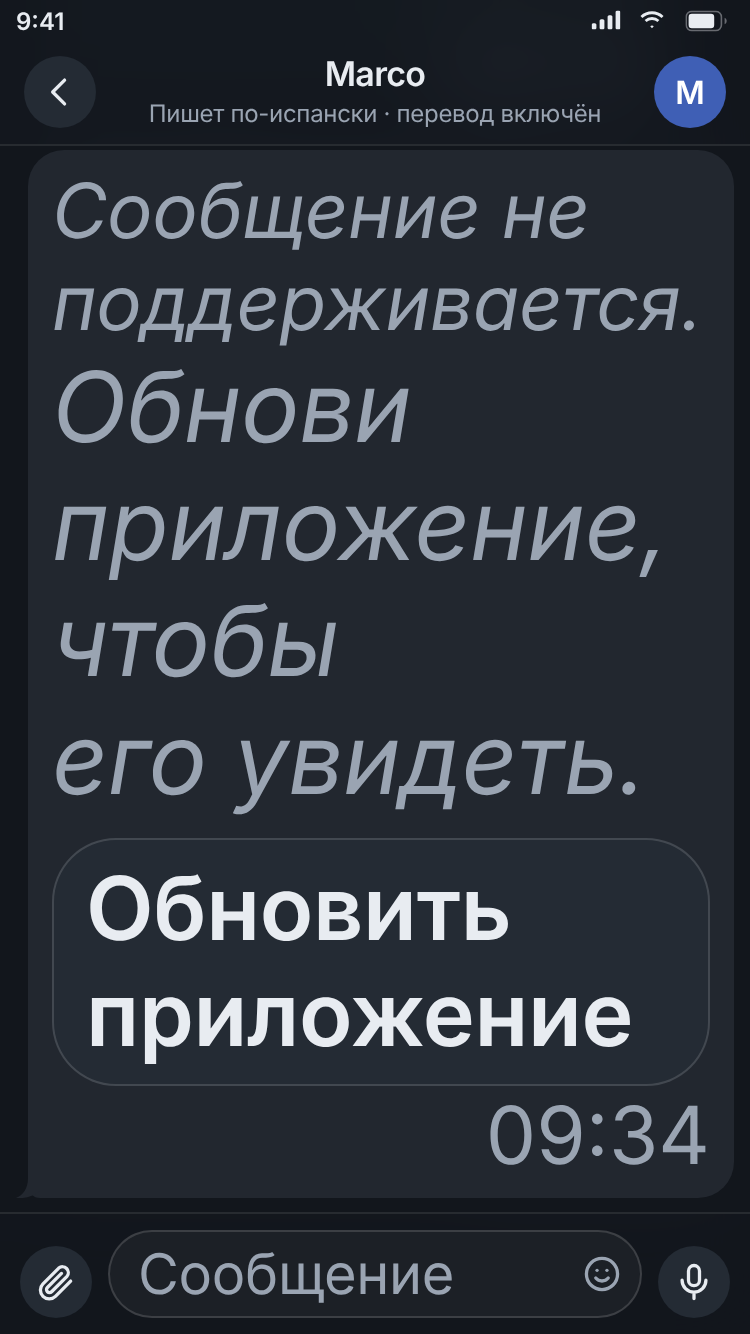 9:41
Marco
Пишет по-испански · перевод включён
M
Сообщение не
поддерживается.
Обнови
приложение,
чтобы
его увидеть.
Обновить
приложение
09:34
Сообщение